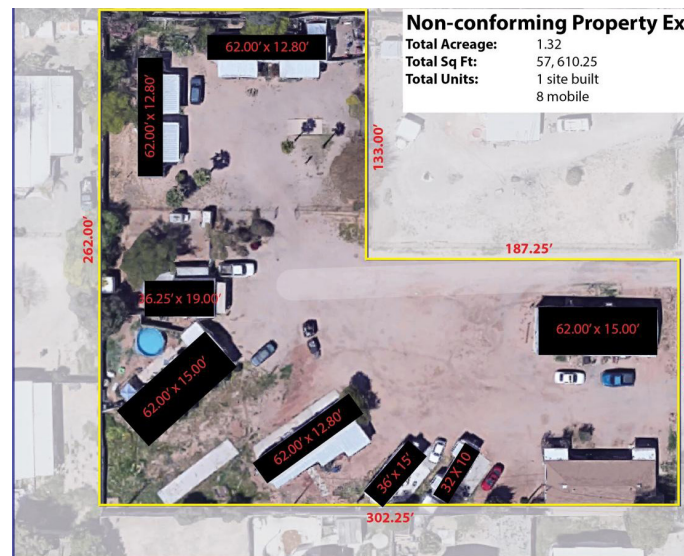 Non-conforming Property Ex
Total Acreage: 1.32
Total Sq Ft: 57, 610.25
Total Units: 1 site built
8 mobile
62.00' x 12.80'
62.00' x 12.80'
133.00'
262.00'
187.25'
36.25' x 19.00'
62.00' x 15.00'
62.00' x 15.00'
62.00' x 12.80'
36' x 15'
32 X 10
302.25'